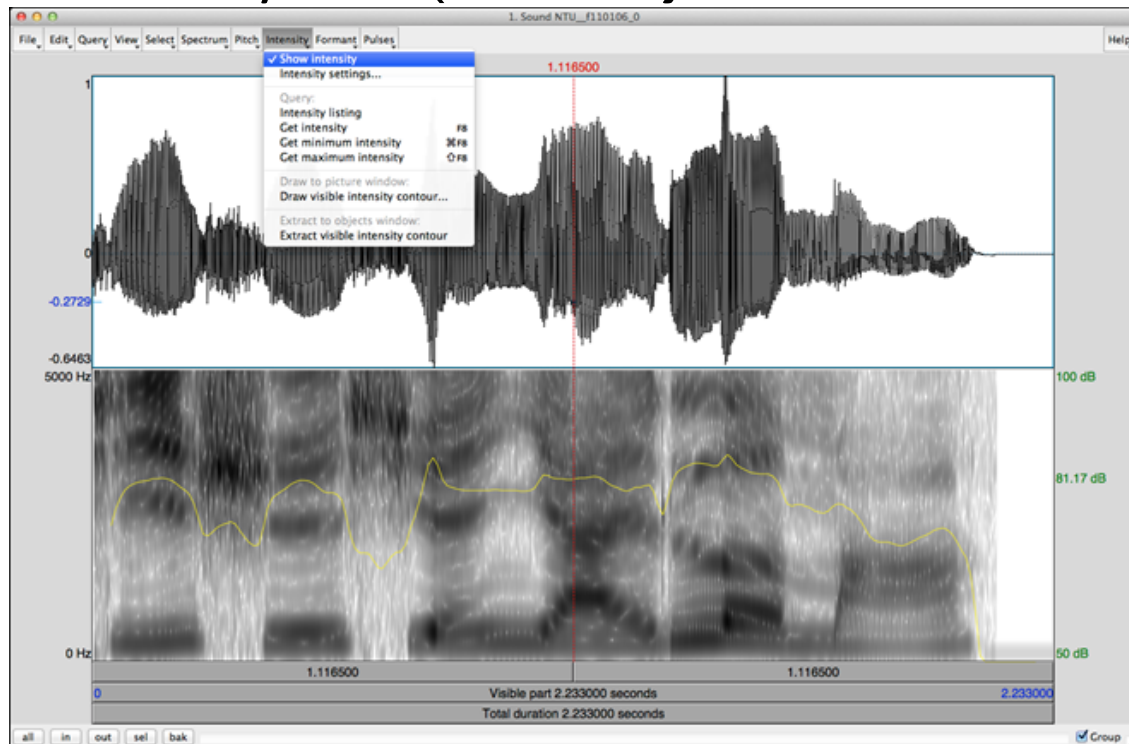 1. Sound NTU__f110106_0
File Edit Query View Select Spectrum Pitch Intensity Formant Pulses Help
✓ Show intensity
Intensity settings...
Query:
Intensity listing
Get intensity F8
Get minimum intensity ⌘F8
Get maximum intensity ⇧F8
Draw to picture window:
Draw visible intensity contour...
Extract to objects window:
Extract visible intensity contour
1.116500
1
0
-0.2729
-0.6463
5000 Hz 100 dB
81.17 dB
0 Hz 50 dB
1.116500 1.116500
0 Visible part 2.233000 seconds 2.233000
Total duration 2.233000 seconds
all in out sel bak Group